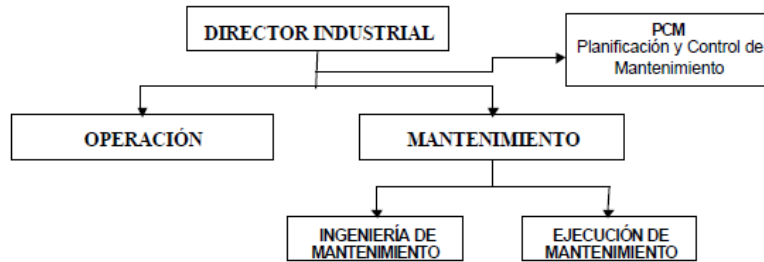 DIRECTOR INDUSTRIAL
PCM
Planificación y Control de
Mantenimiento
OPERACIÓN
MANTENIMIENTO
INGENIERÍA DE
MANTENIMIENTO
EJECUCIÓN DE
MANTENIMIENTO